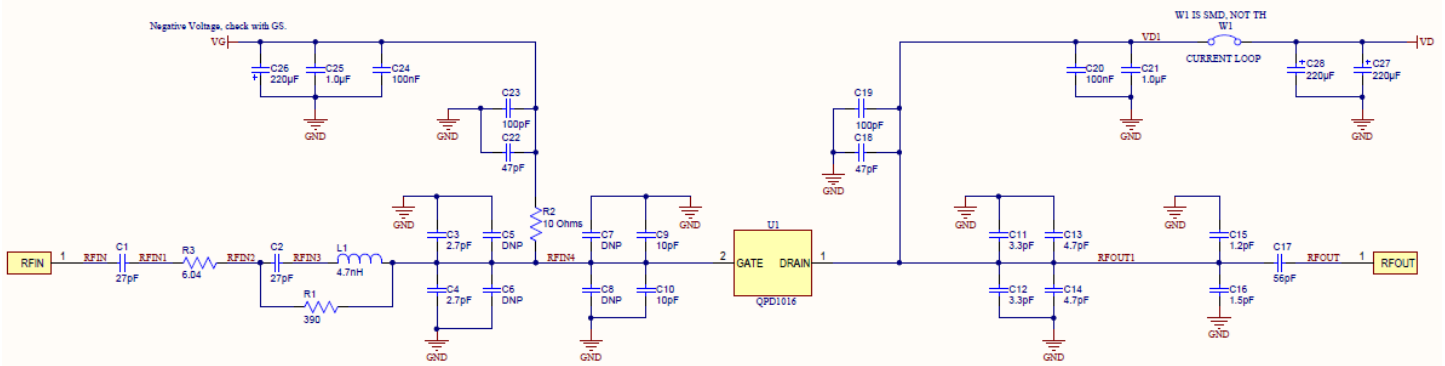 Negative Voltage, check with GS.
VG
C26
220µF
C25
1.0µF
C24
100nF
GND
C23
100pF
GND
C22
47pF
R2
10 Ohms
GND
C3
2.7pF
C5
DNP
C7
DNP
C9
10pF
GND
RFIN
1
RFIN
C1
27pF
RFIN1
R3
6.04
RFIN2
C2
27pF
RFIN3
L1
4.7nH
R1
390
C4
2.7pF
C6
DNP
GND
RFIN4
C8
DNP
C10
10pF
GND
U1
2
GATE
DRAIN
1
QPD1016
W1 IS SMD, NOT TH
W1
VD1
CURRENT LOOP
VD
C20
100nF
C21
1.0µF
GND
C28
220µF
GND
C27
220µF
GND
C19
100pF
C18
47pF
GND
GND
C11
3.3pF
C13
4.7pF
GND
C15
1.2pF
RFOUT1
C17
56pF
RFOUT
1
RFOUT
C12
3.3pF
C14
4.7pF
GND
C16
1.5pF
GND